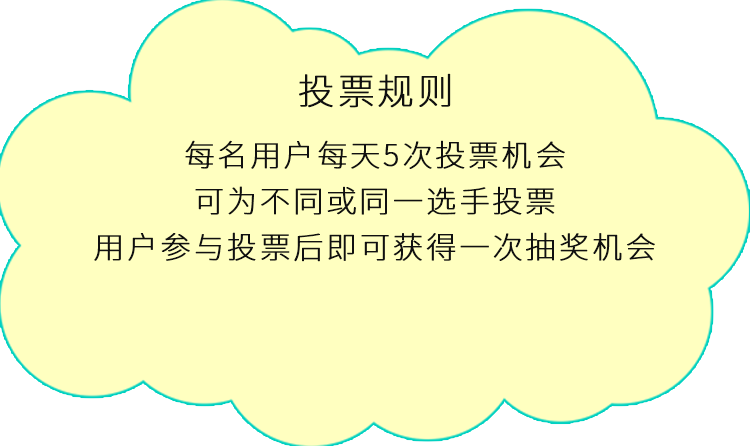 投票规则
每名用户每天5次投票机会
可为不同或同一选手投票
用户参与投票后即可获得一次抽奖机会